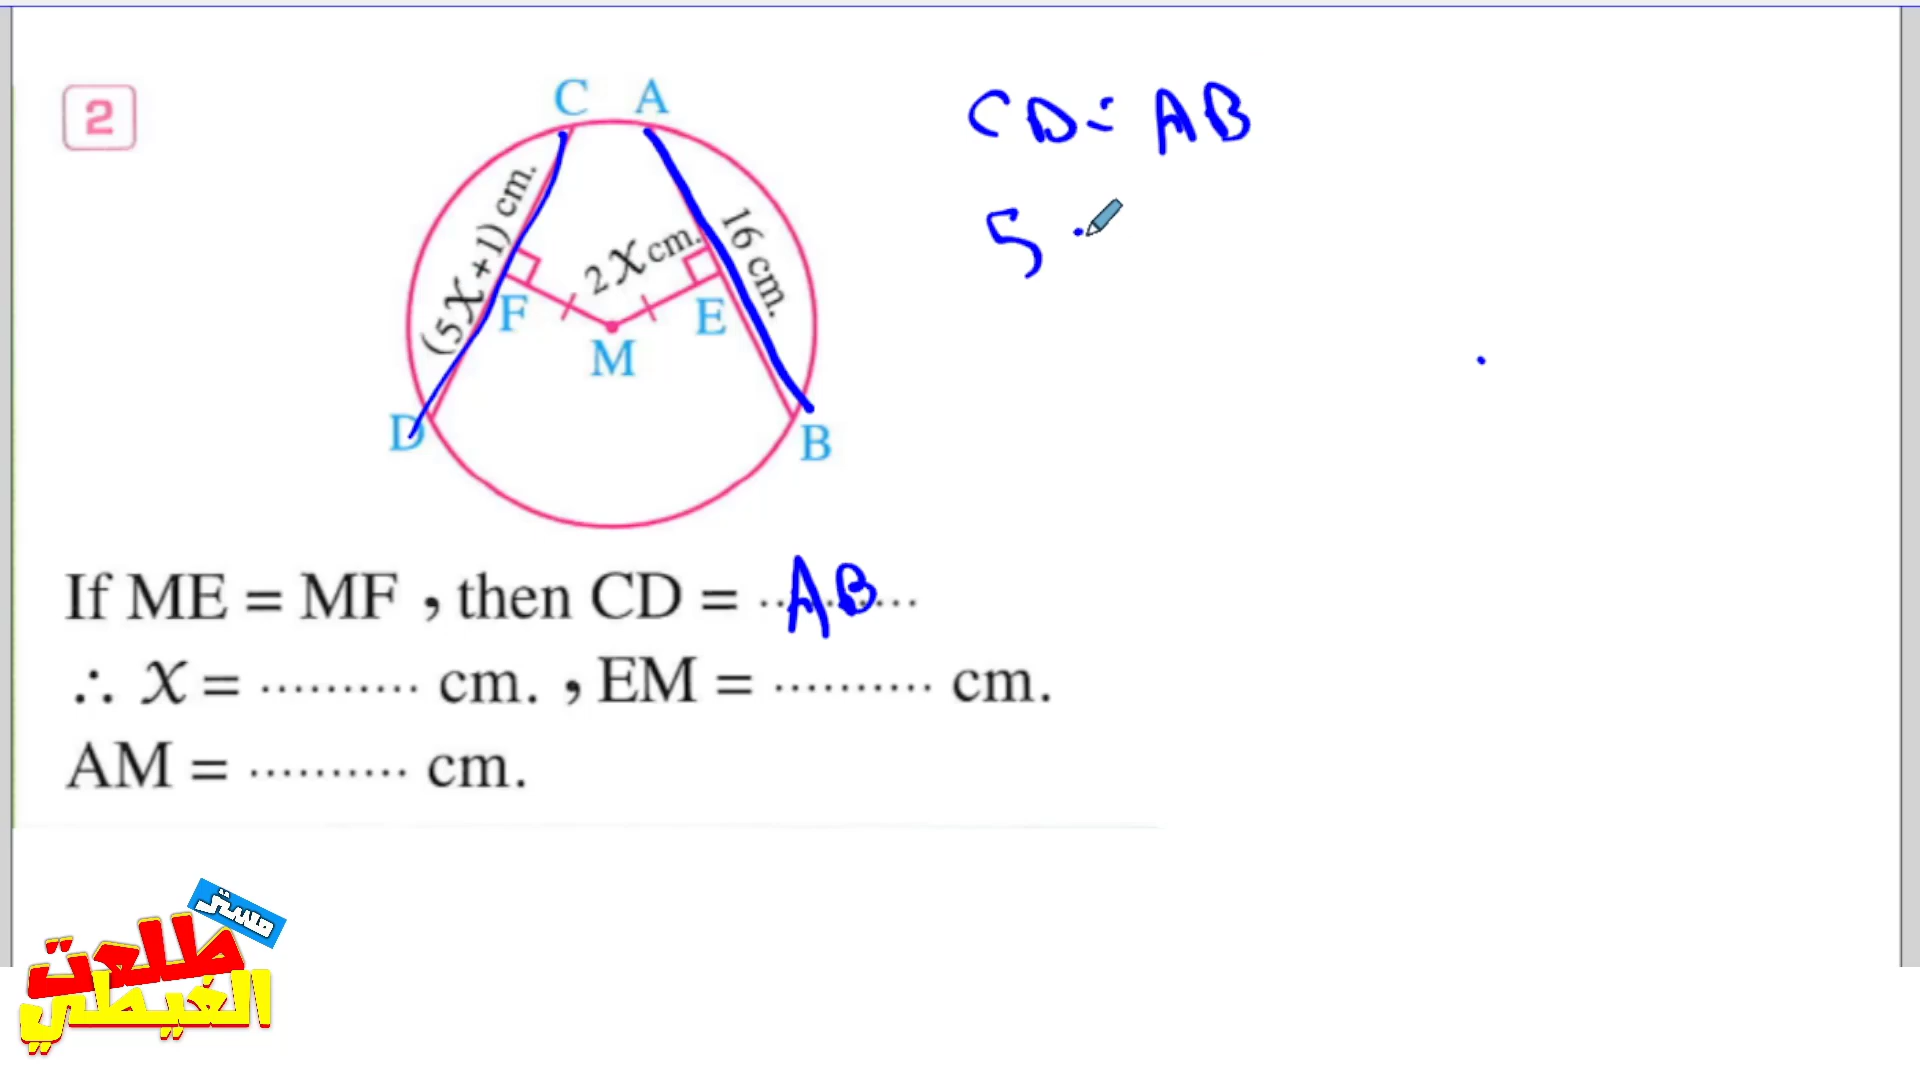 2
C A
(5X+1) cm.
2X cm.
16 cm.
F
E
M
D
B
CD = AB
5
If ME = MF , then CD = .......... AB
∴ X = .......... cm. , EM = .......... cm.
AM = .......... cm.
مستر
طلعت
الغيطي